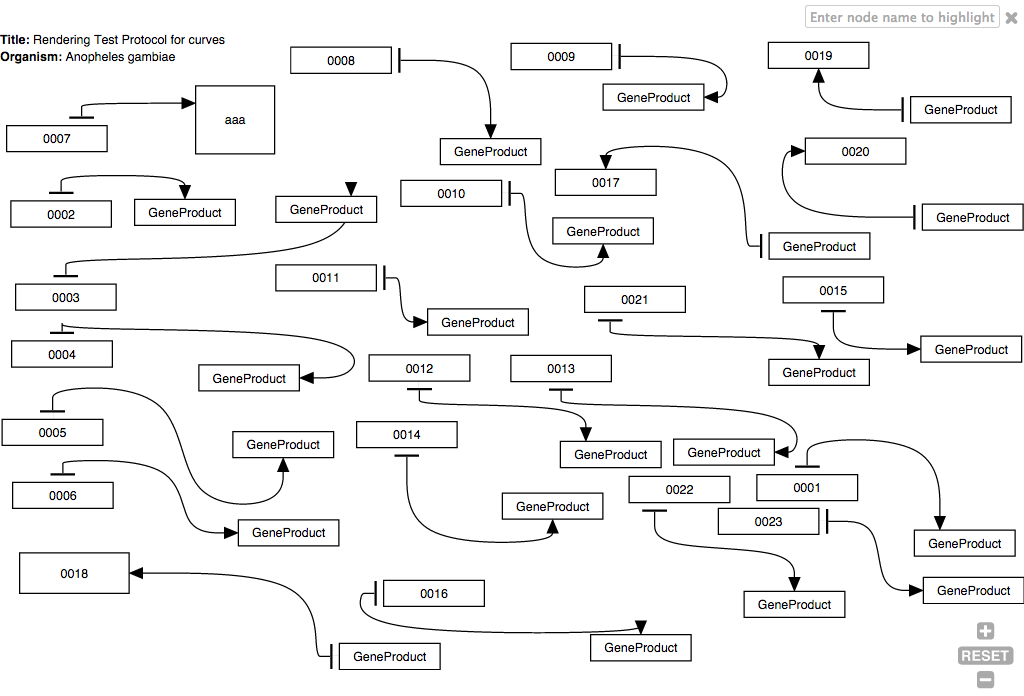 Enter node name to highlight
Title: Rendering Test Protocol for curves
Organism: Anopheles gambiae
0008
0009
0019
GeneProduct
GeneProduct
aaa
0007
GeneProduct
0020
0017
0010
0002
GeneProduct
GeneProduct
GeneProduct
GeneProduct
GeneProduct
0011
0015
0003
0021
GeneProduct
GeneProduct
0004
0012
0013
GeneProduct
GeneProduct
0005
0014
GeneProduct
GeneProduct
GeneProduct
0006
0022
0001
GeneProduct
0023
GeneProduct
GeneProduct
0018
0016
GeneProduct
GeneProduct
GeneProduct
GeneProduct
RESET